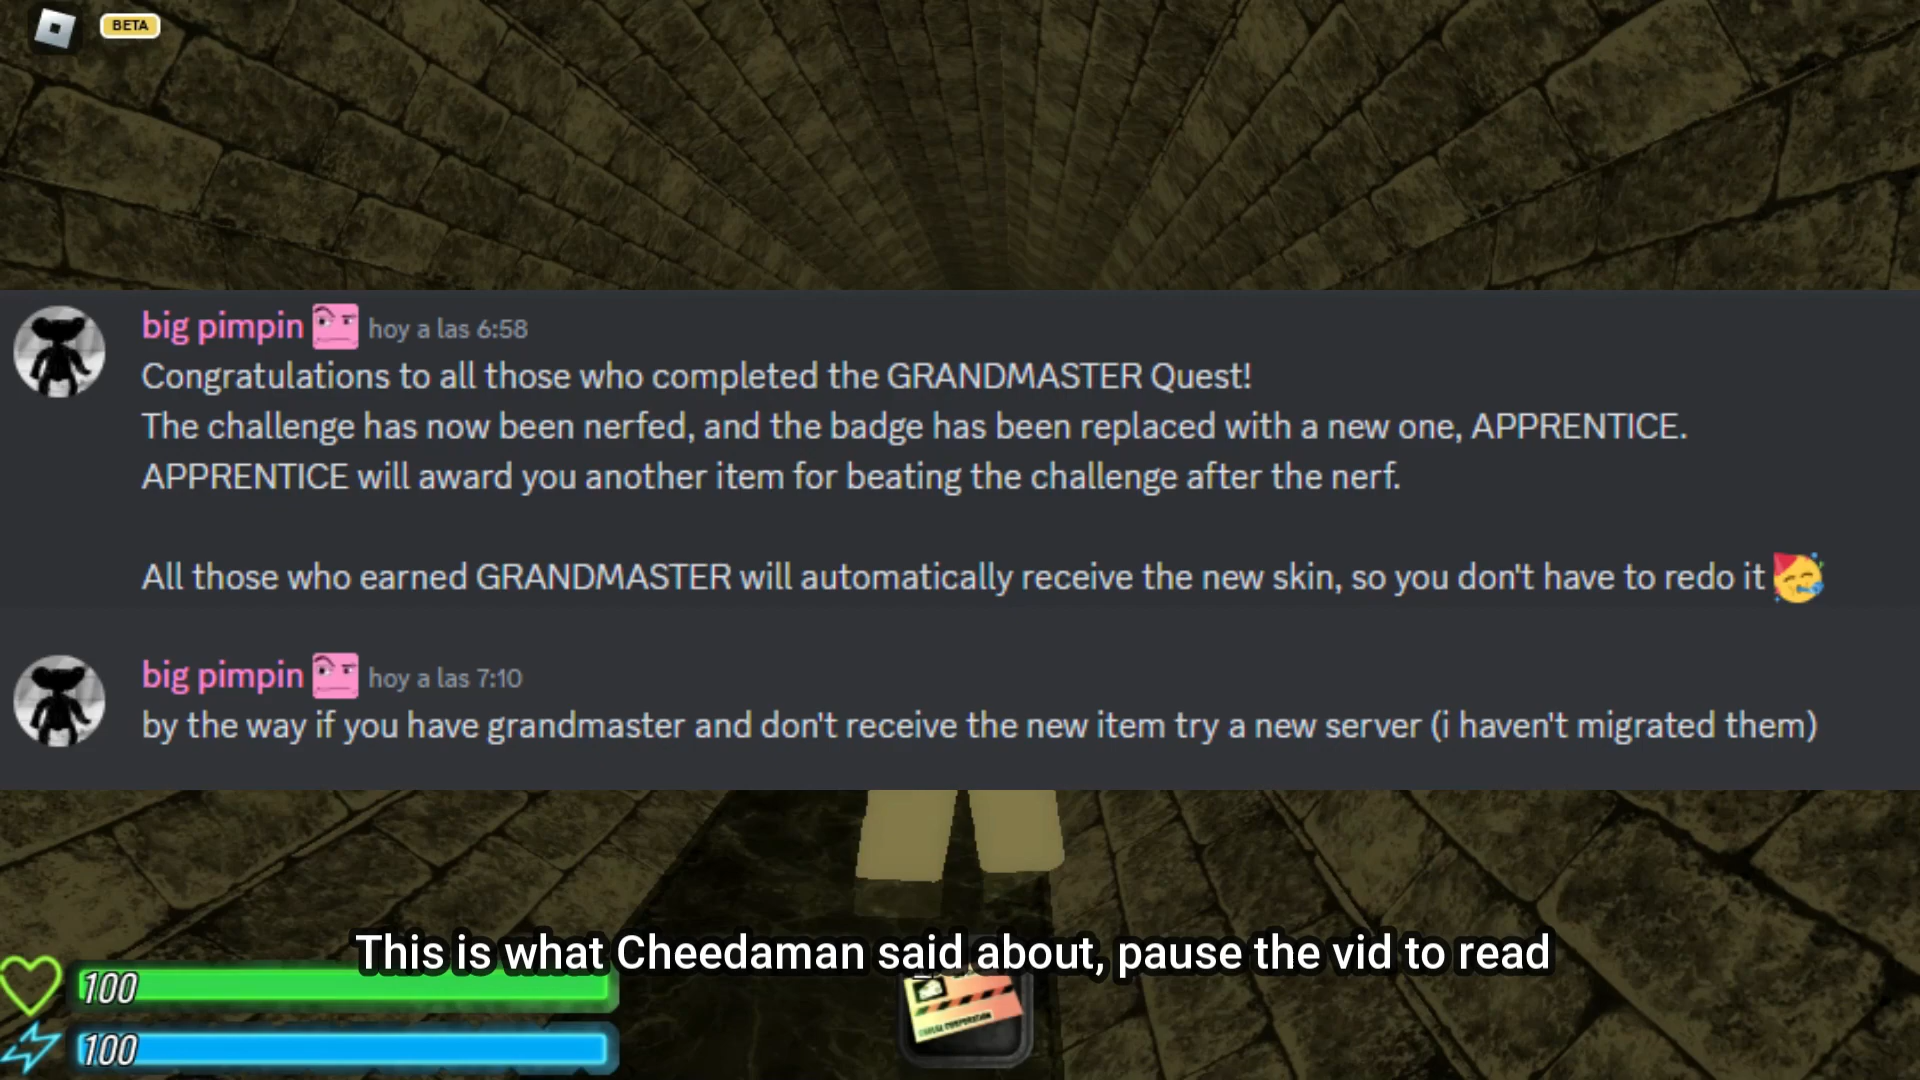 BETA
big pimpin hoy a las 6:58
Congratulations to all those who completed the GRANDMASTER Quest!
The challenge has now been nerfed, and the badge has been replaced with a new one, APPRENTICE.
APPRENTICE will award you another item for beating the challenge after the nerf.
All those who earned GRANDMASTER will automatically receive the new skin, so you don't have to redo it
big pimpin hoy a las 7:10
by the way if you have grandmaster and don't receive the new item try a new server (i haven't migrated them)
This is what Cheedaman said about, pause the vid to read
100
100